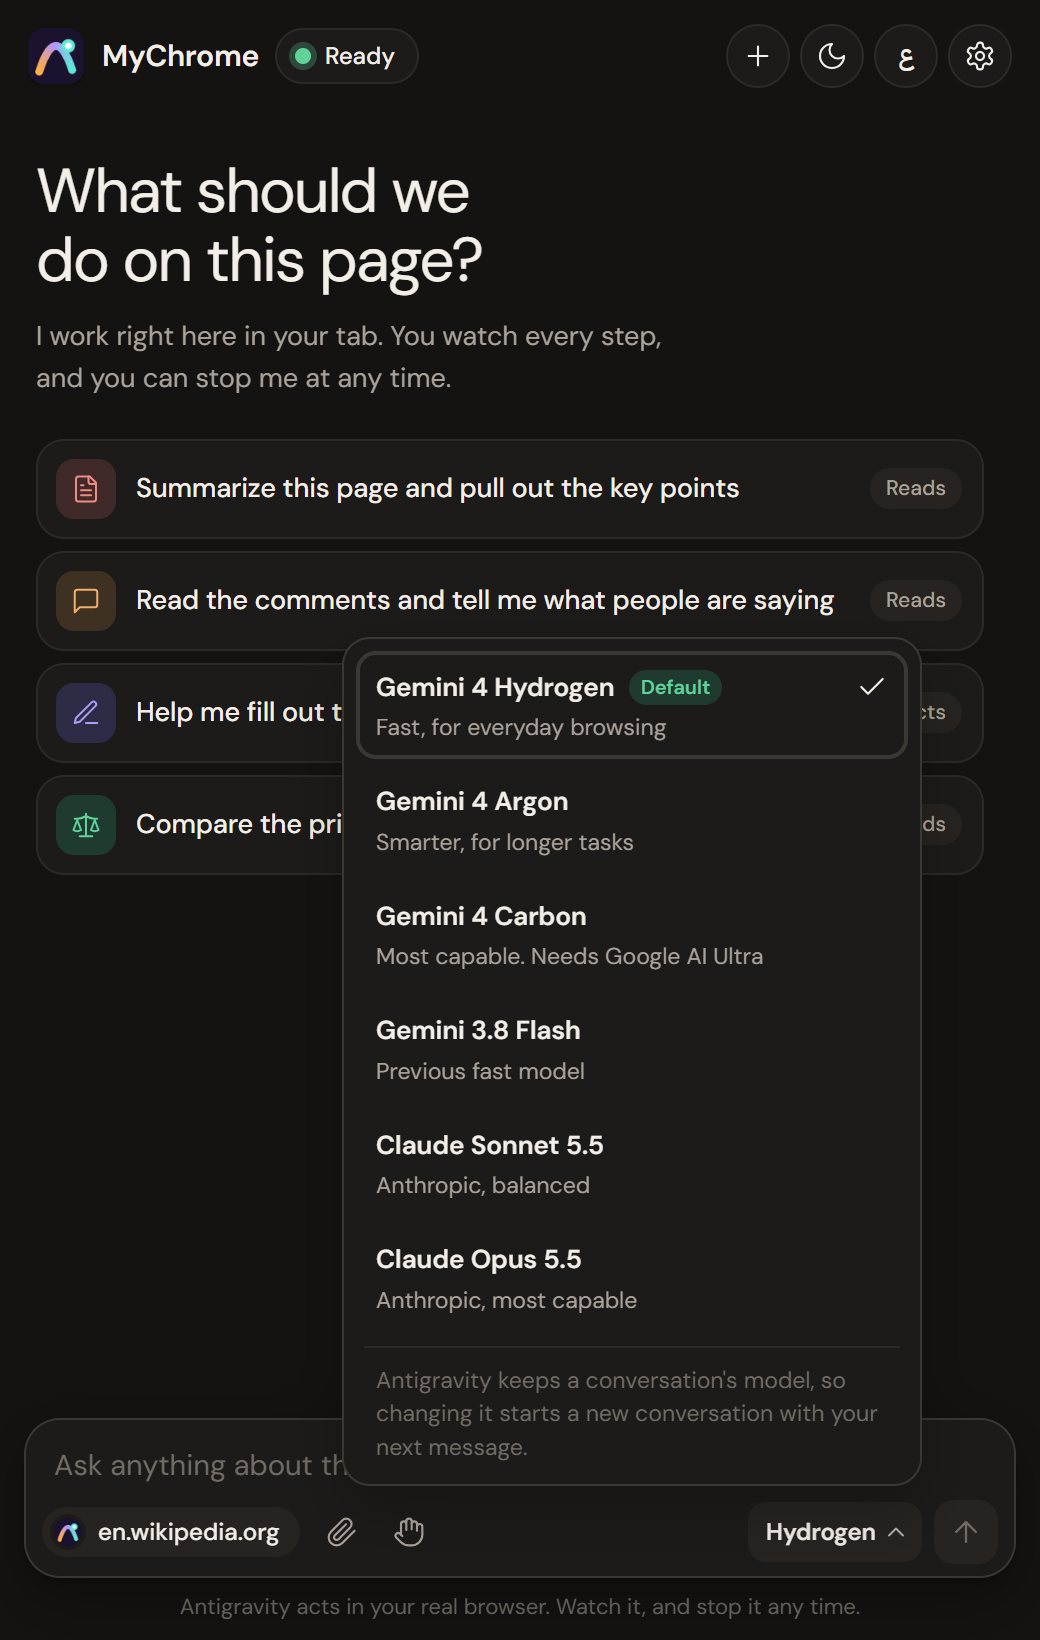 MyChrome
Ready
ع
What should we
do on this page?
I work right here in your tab. You watch every step,
and you can stop me at any time.
Summarize this page and pull out the key points
Reads
Read the comments and tell me what people are saying
Reads
Help me fill out
Compare the
Gemini 4 Hydrogen
Default
Fast, for everyday browsing
Gemini 4 Argon
Smarter, for longer tasks
Gemini 4 Carbon
Most capable. Needs Google AI Ultra
Gemini 3.8 Flash
Previous fast model
Claude Sonnet 5.5
Anthropic, balanced
Claude Opus 5.5
Anthropic, most capable
Antigravity keeps a conversation's model, so
changing it starts a new conversation with your
next message.
Ask anything about
en.wikipedia.org
Hydrogen
Antigravity acts in your real browser. Watch it, and stop it any time.